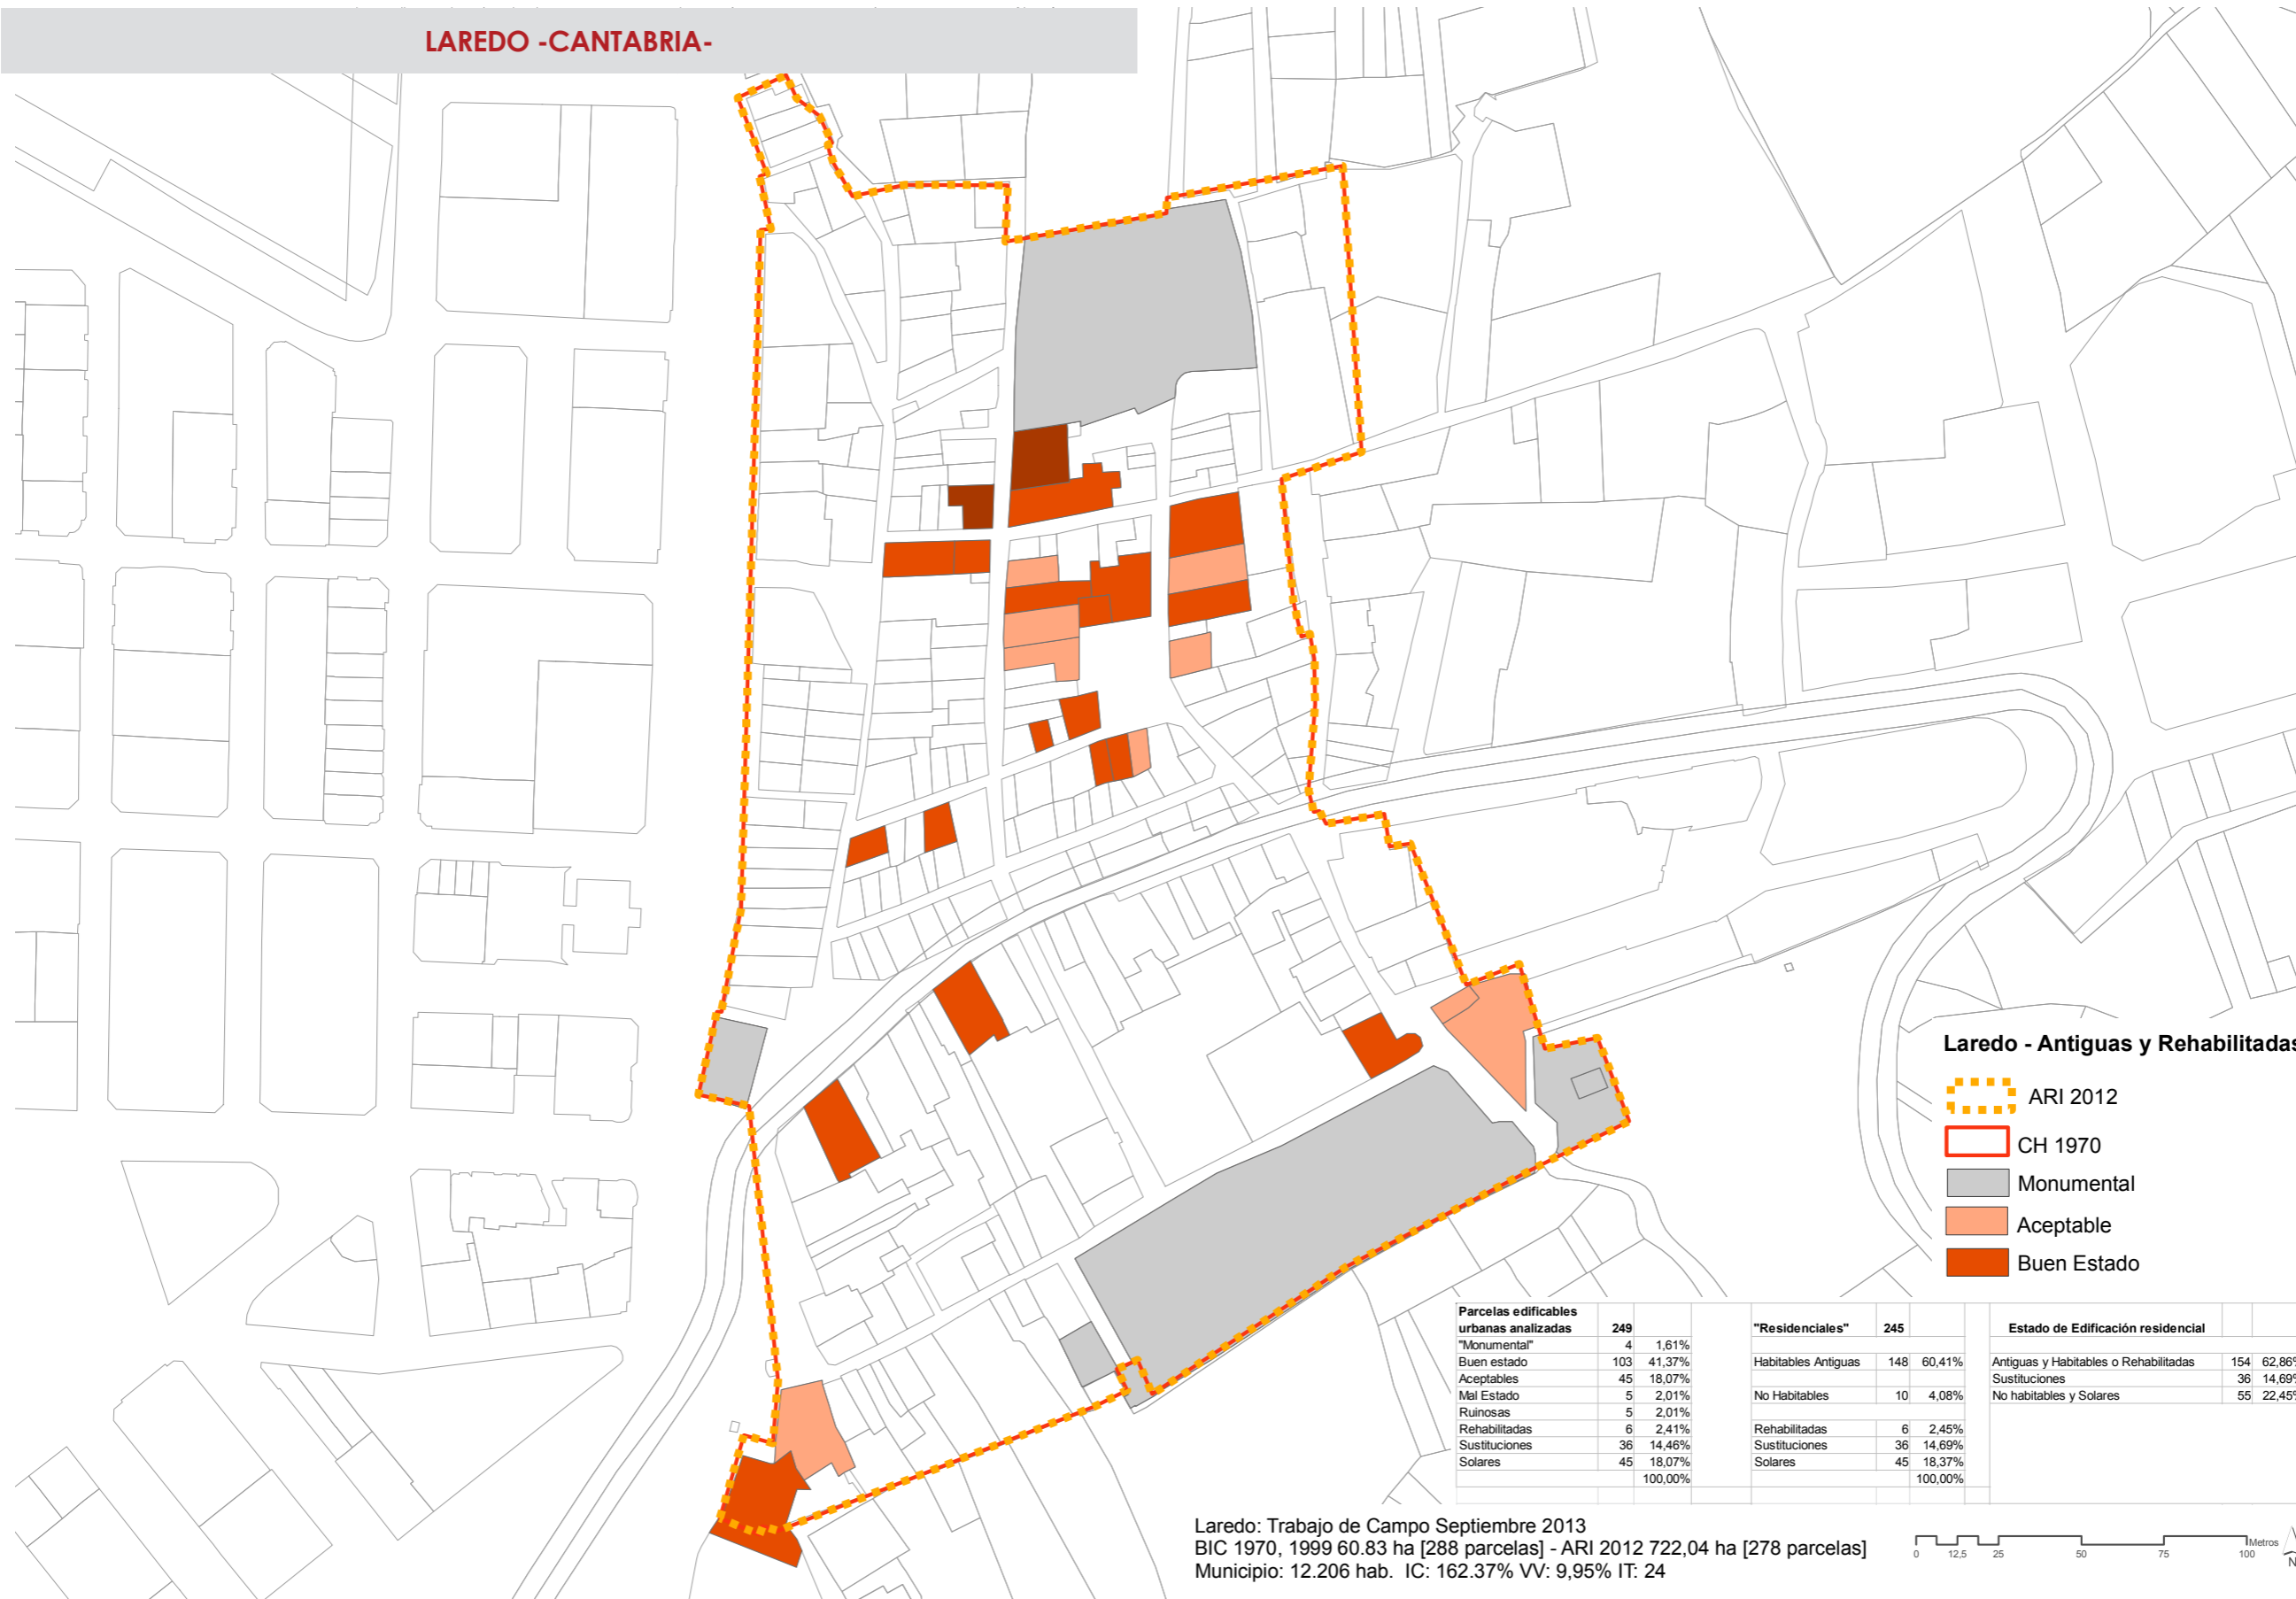 LAREDO -CANTABRIA-
Laredo - Antiguas y Rehabilitadas
ARI 2012
CH 1970
Monumental
Aceptable
Buen Estado
Parcelas edificables
urbanas analizadas 249 "Residenciales" 245 Estado de Edificación residencial
"Monumental" 4 1,61%
Buen estado 103 41,37% Habitables Antiguas 148 60,41% Antiguas y Habitables o Rehabilitadas 154 62,86%
Aceptables 45 18,07% Sustituciones 36 14,69%
Mal Estado 5 2,01% No Habitables 10 4,08% No habitables y Solares 55 22,45%
Ruinosas 5 2,01%
Rehabilitadas 6 2,41% Rehabilitadas 6 2,45%
Sustituciones 36 14,46% Sustituciones 36 14,69%
Solares 45 18,07% Solares 45 18,37%
100,00% 100,00%
Laredo: Trabajo de Campo Septiembre 2013
BIC 1970, 1999 60.83 ha [288 parcelas] - ARI 2012 722,04 ha [278 parcelas]
Municipio: 12.206 hab. IC: 162.37% VV: 9,95% IT: 24
0 12,5 25 50 75 100 Metros
N